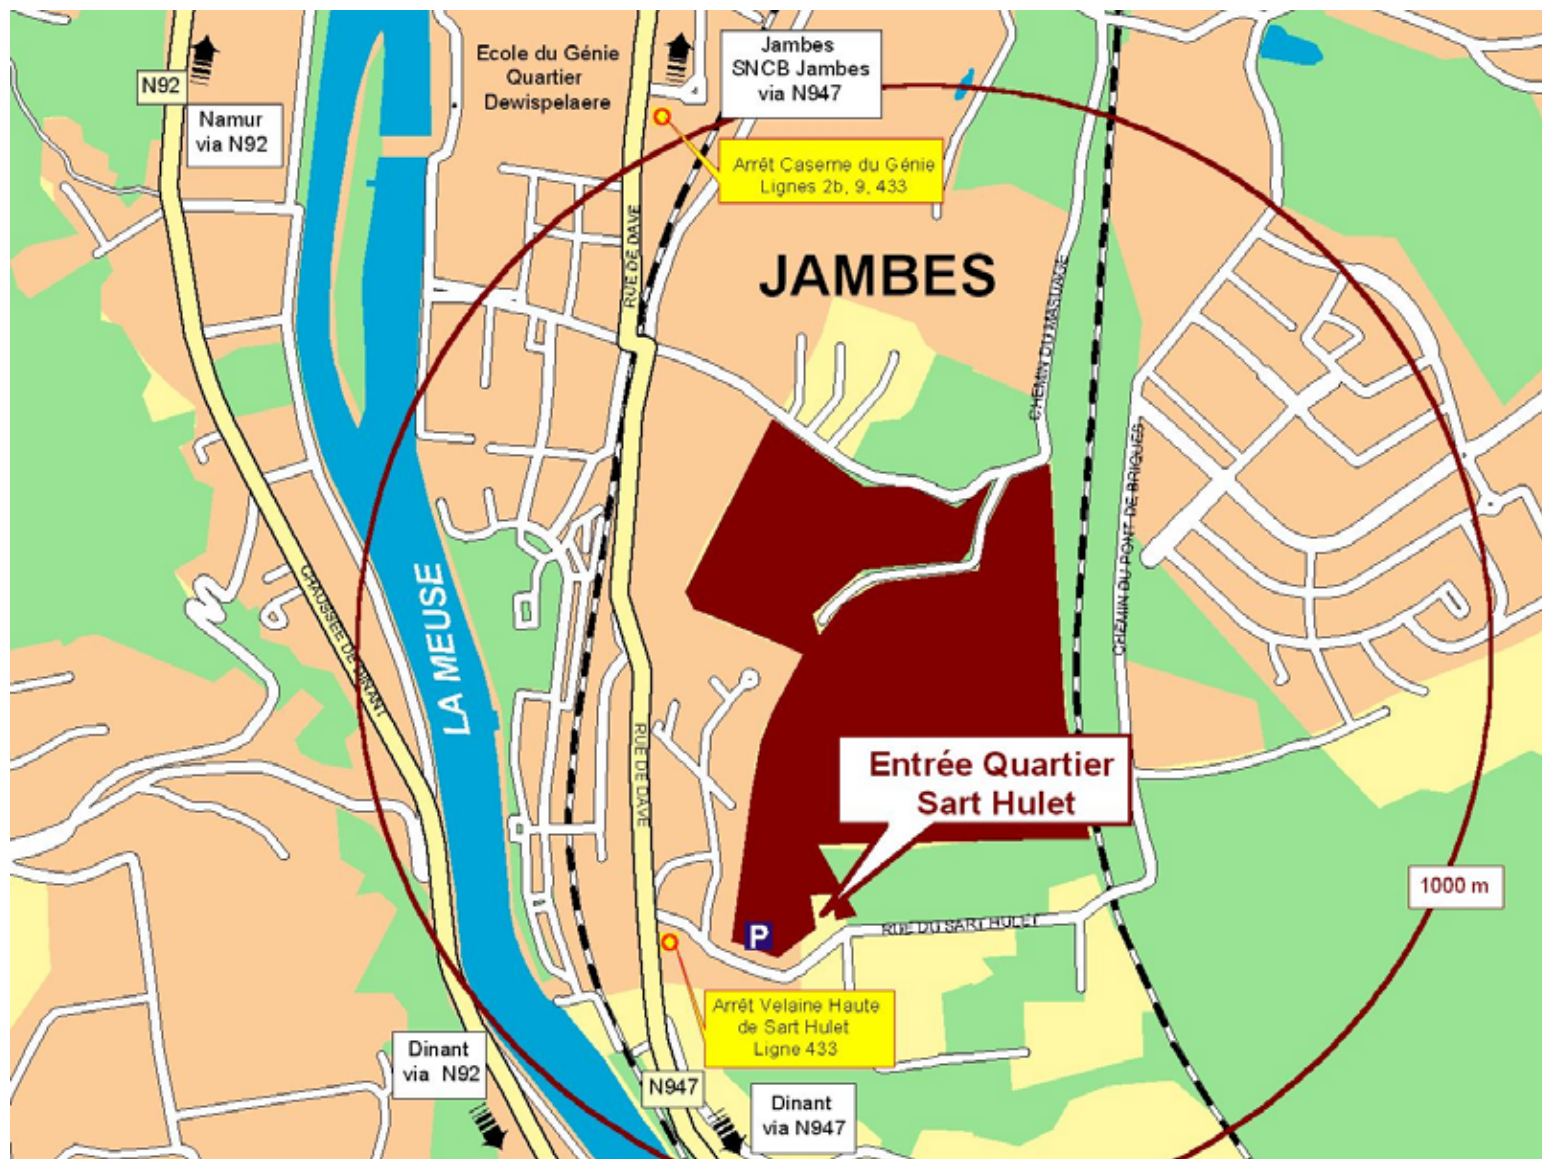 N92
Namur
via N92
Ecole du Génie
Quartier
Dewispelaere
Jambes
SNCB Jambes
via N947
Arrêt Caserne du Génie
Lignes 2b, 9, 433
RUE DE DAVE
JAMBES
CHEMIN DU MASUAGE
CHEMIN DU PONT DE BRIQUES
CHAUSSEE DE DINANT
LA MEUSE
RUE DE DAVE
Entrée Quartier
Sart Hulet
1000 m
P
RUE DU SART HULET
Arrêt Velaine Haute
de Sart Hulet
Ligne 433
Dinant
via N92
N947
Dinant
via N947